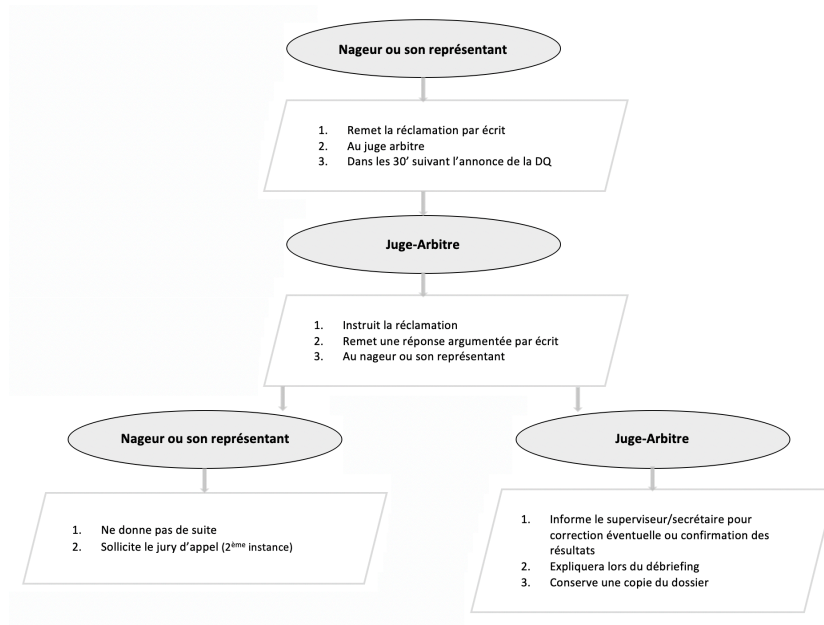 Nageur ou son représentant
1. Remet la réclamation par écrit
2. Au juge arbitre
3. Dans les 30’ suivant l’annonce de la DQ
Juge-Arbitre
1. Instruit la réclamation
2. Remet une réponse argumentée par écrit
3. Au nageur ou son représentant
Nageur ou son représentant
1. Ne donne pas de suite
2. Sollicite le jury d’appel (2ème instance)
Juge-Arbitre
1. Informe le superviseur/secrétaire pour
correction éventuelle ou confirmation des
résultats
2. Expliquera lors du débriefing
3. Conserve une copie du dossier